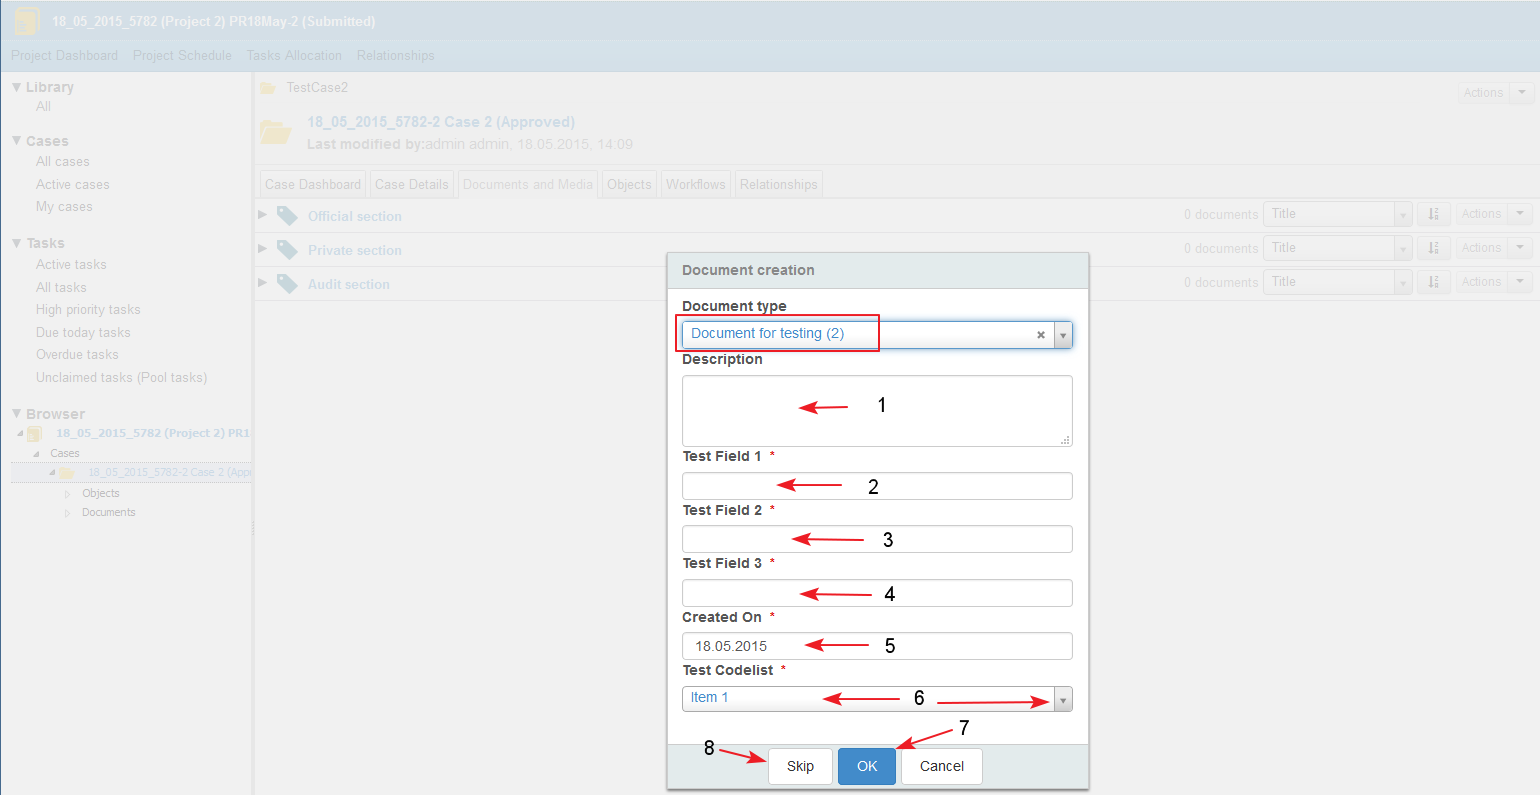 18_05_2015_5782 (Project 2) PR18May-2 (Submitted)
Project Dashboard Project Schedule Tasks Allocation Relationships
Library
All
Cases
All cases
Active cases
My cases
Tasks
Active tasks
All tasks
High priority tasks
Due today tasks
Overdue tasks
Unclaimed tasks (Pool tasks)
Browser
18_05_2015_5782 (Project 2) PR1
Cases
18_05_2015_5782-2 Case 2 (App
Objects
Documents
TestCase2
Actions
18_05_2015_5782-2 Case 2 (Approved)
Last modified by:admin admin, 18.05.2015, 14:09
Case Dashboard Case Details Documents and Media Objects Workflows Relationships
Official section 0 documents Title Actions
Private section 0 documents Title Actions
Audit section 0 documents Title Actions
Document creation
Document type
Document for testing (2)
Description
1
Test Field 1 *
2
Test Field 2 *
3
Test Field 3 *
4
Created On *
18.05.2015 5
Test Codelist *
Item 1 6
7
8
Skip OK Cancel